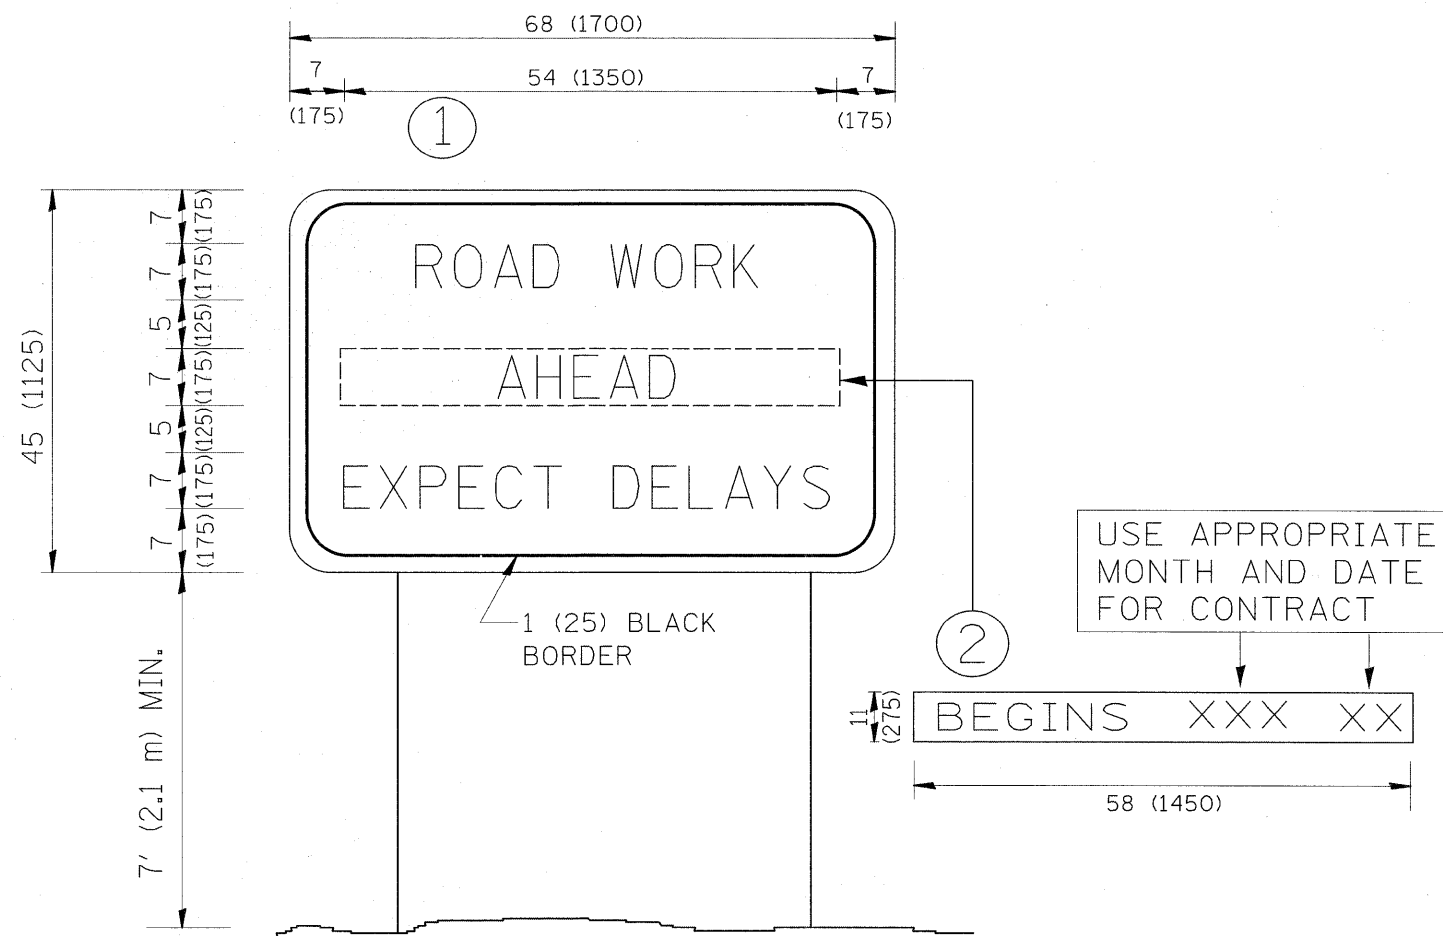 68 (1700)
7
54 (1350)
7
(175)
(175)
1
45 (1125)
7
(175)
7
(175)
5
(125)
7
(175)
5
(125)
7
(175)
7
(175)
ROAD WORK
AHEAD
EXPECT DELAYS
1 (25) BLACK
BORDER
7' (2.1 m) MIN.
2
USE APPROPRIATE
MONTH AND DATE
FOR CONTRACT
11
(275)
BEGINS XXX XX
58 (1450)